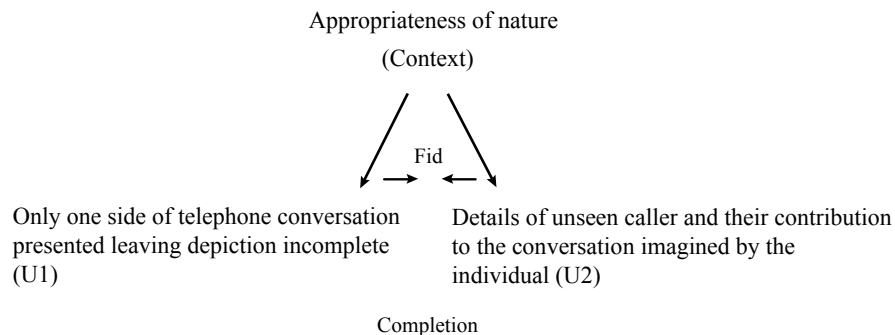 Appropriateness of nature
(Context)
Fid
Only one side of telephone conversation
presented leaving depiction incomplete
(U1)
Details of unseen caller and their contribution
to the conversation imagined by the
individual (U2)
Completion